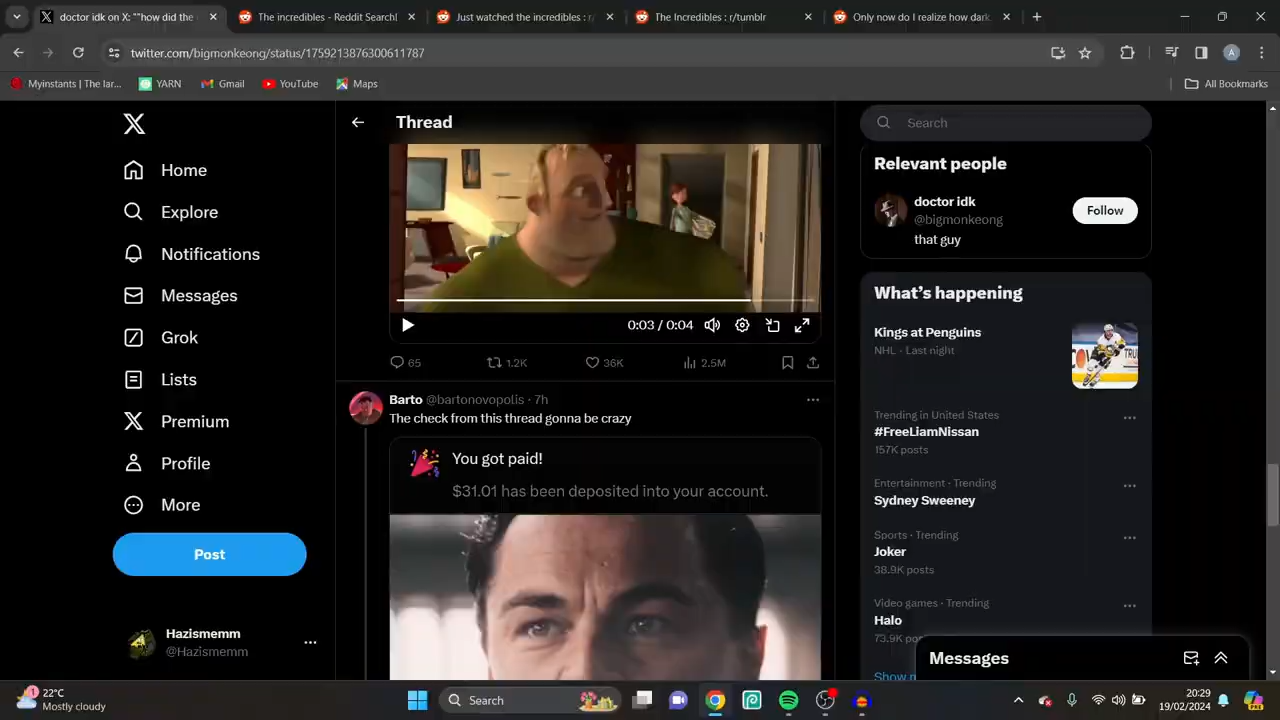 doctor idk on X: ""how did the
The incredibles - Reddit Search!
Just watched the incredibles : r/
The Incredibles : r/tumblr
Only now do I realize how dark
twitter.com/bigmonkeong/status/1759213876300611787
A
Myinstants | The lar...
YARN
Gmail
YouTube
Maps
All Bookmarks
Home
Explore
Notifications
Messages
Grok
Lists
Premium
Profile
More
Post
Hazismemm
@Hazismemm
Thread
0:03 / 0:04
65
1.2K
36K
2.5M
Barto @bartonovopolis · 7h
The check from this thread gonna be crazy
You got paid!
$31.01 has been deposited into your account.
Search
Relevant people
doctor idk
@bigmonkeong
that guy
Follow
What's happening
Kings at Penguins
NHL · Last night
Trending in United States
#FreeLiamNissan
157K posts
Entertainment · Trending
Sydney Sweeney
Sports · Trending
Joker
38.9K posts
Video games · Trending
Halo
73.9K pos
Show m
Messages
1
22°C
Mostly cloudy
Search
20:29
19/02/2024